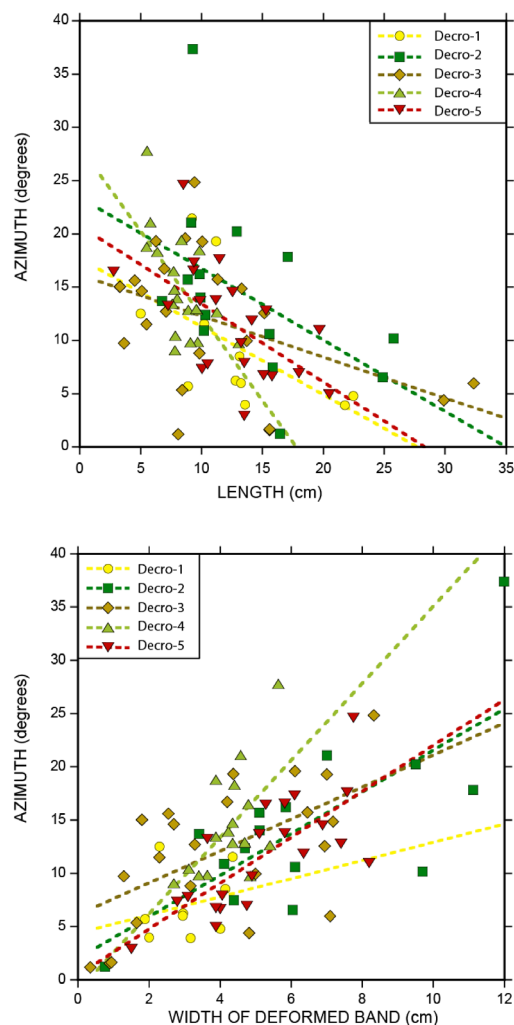 40
35
30
25
20
15
10
5
0
AZIMUTH (degrees)
Decro-1
Decro-2
Decro-3
Decro-4
Decro-5
0 5 10 15 20 25 30 35
LENGTH (cm)
40
35
30
25
20
15
10
5
0
AZIMUTH (degrees)
Decro-1
Decro-2
Decro-3
Decro-4
Decro-5
0 2 4 6 8 10 12
WIDTH OF DEFORMED BAND (cm)